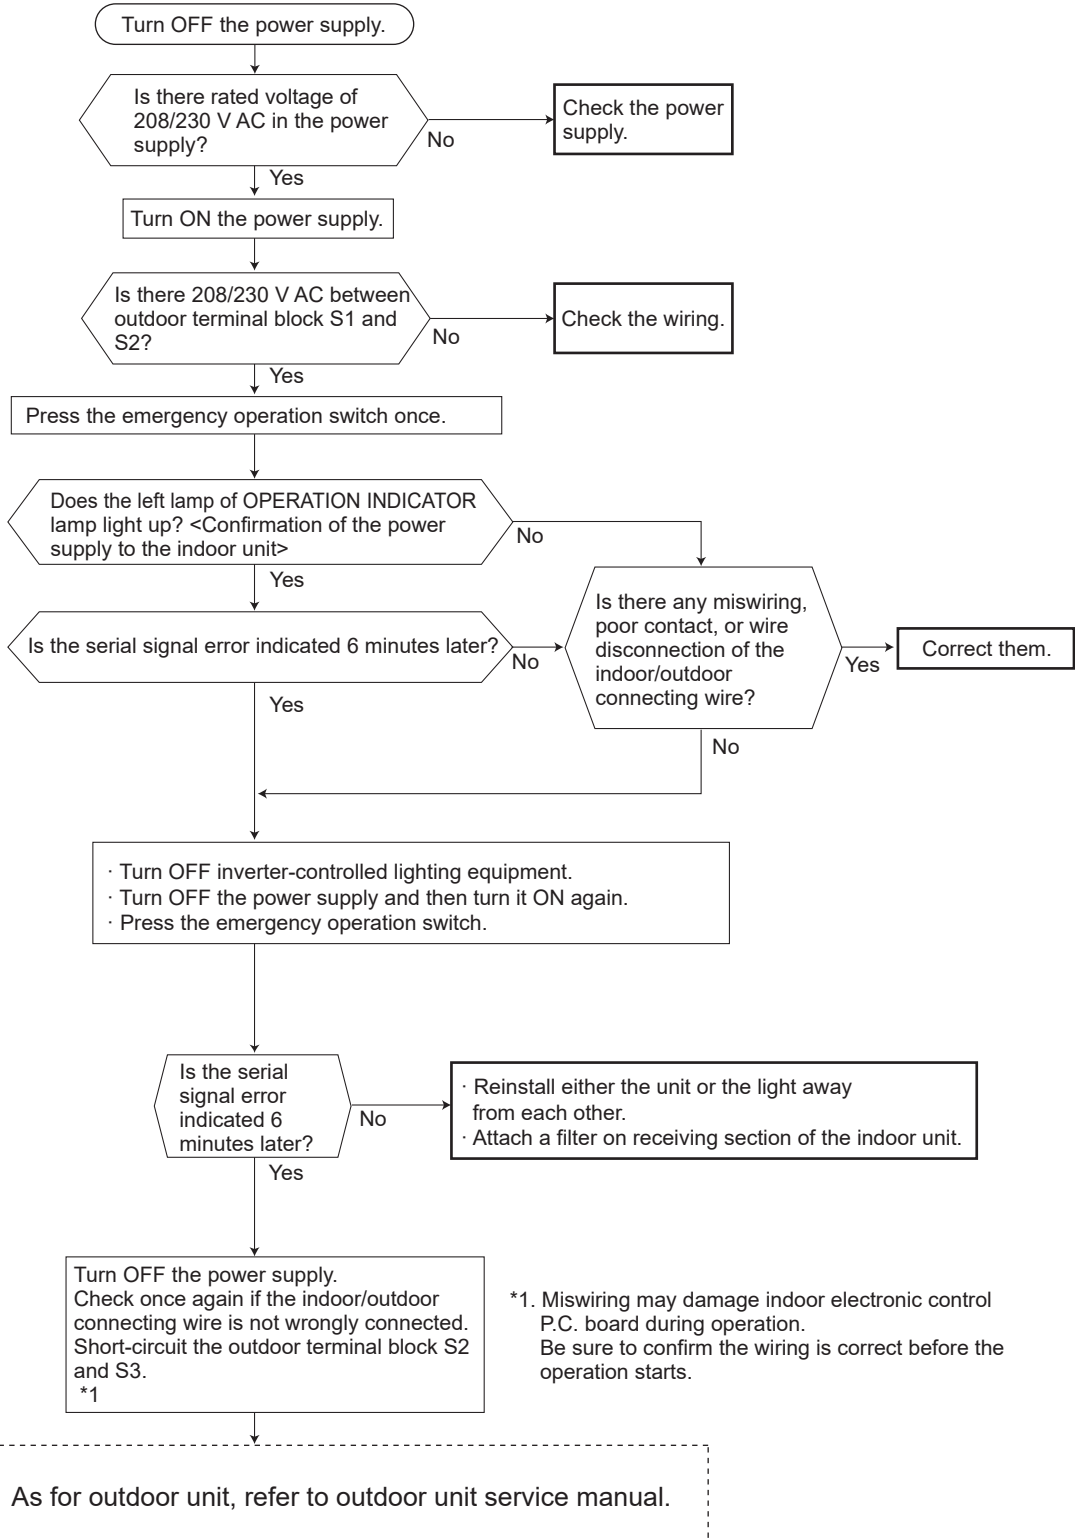 Turn OFF the power supply.
Is there rated voltage of
208/230 V AC in the power
supply?
No
Check the power
supply.
Yes
Turn ON the power supply.
Is there 208/230 V AC between
outdoor terminal block S1 and
S2?
No
Check the wiring.
Yes
Press the emergency operation switch once.
Does the left lamp of OPERATION INDICATOR
lamp light up? <Confirmation of the power
supply to the indoor unit>
No
Yes
Is the serial signal error indicated 6 minutes later?
No
Is there any miswiring,
poor contact, or wire
disconnection of the
indoor/outdoor
connecting wire?
Yes
Correct them.
Yes
No
· Turn OFF inverter-controlled lighting equipment.
· Turn OFF the power supply and then turn it ON again.
· Press the emergency operation switch.
Is the serial
signal error
indicated 6
minutes later?
No
· Reinstall either the unit or the light away
from each other.
· Attach a filter on receiving section of the indoor unit.
Yes
Turn OFF the power supply.
Check once again if the indoor/outdoor
connecting wire is not wrongly connected.
Short-circuit the outdoor terminal block S2
and S3.
*1
*1. Miswiring may damage indoor electronic control
P.C. board during operation.
Be sure to confirm the wiring is correct before the
operation starts.
As for outdoor unit, refer to outdoor unit service manual.